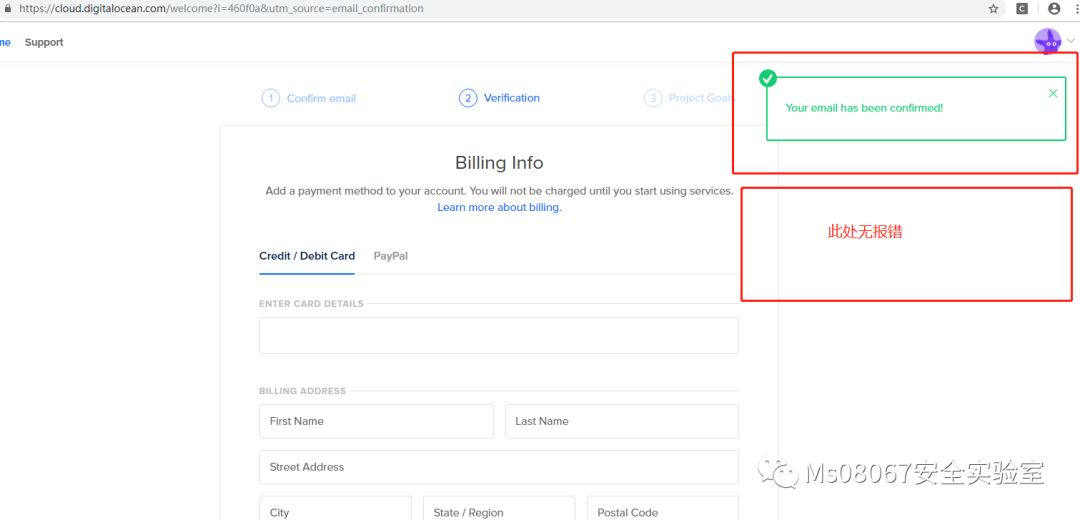 https://cloud.digitalocean.com/welcome?i=460f0a&utm_source=email_confirmation
C
me Support
1 Confirm email 2 Verification 3 Project Goals
Your email has been confirmed!
Billing Info
Add a payment method to your account. You will not be charged until you start using services.
Learn more about billing.
此处无报错
Credit / Debit Card PayPal
ENTER CARD DETAILS
BILLING ADDRESS
First Name Last Name
Street Address
Ms08067安全实验室
City State / Region Postal Code